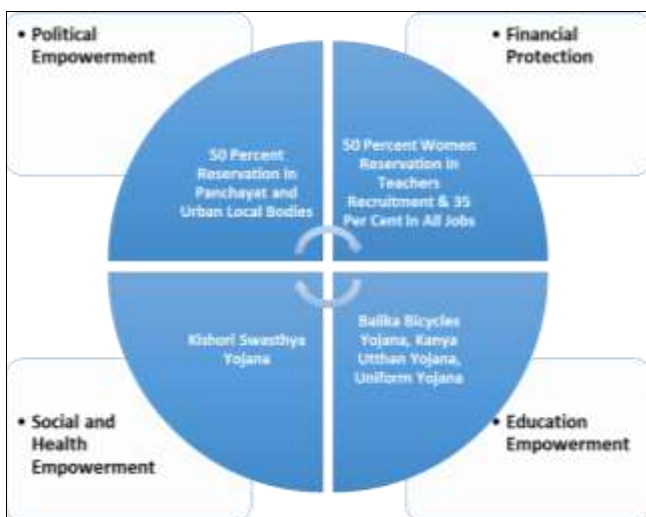 • Political
Empowerment
• Financial
Protection
50 Percent
Reservation in
Panchayat and
Urban Local Bodies
50 Percent Women
Reservation in
Teachers
Recruitment & 35
Per Cent In All Jobs
Kishori Swasthya
Yojana
Balika Bicycles
Yojana, Kanya
Utthan Yojana,
Uniform Yojana
• Social and
Health
Empowerment
• Education
Empowerment